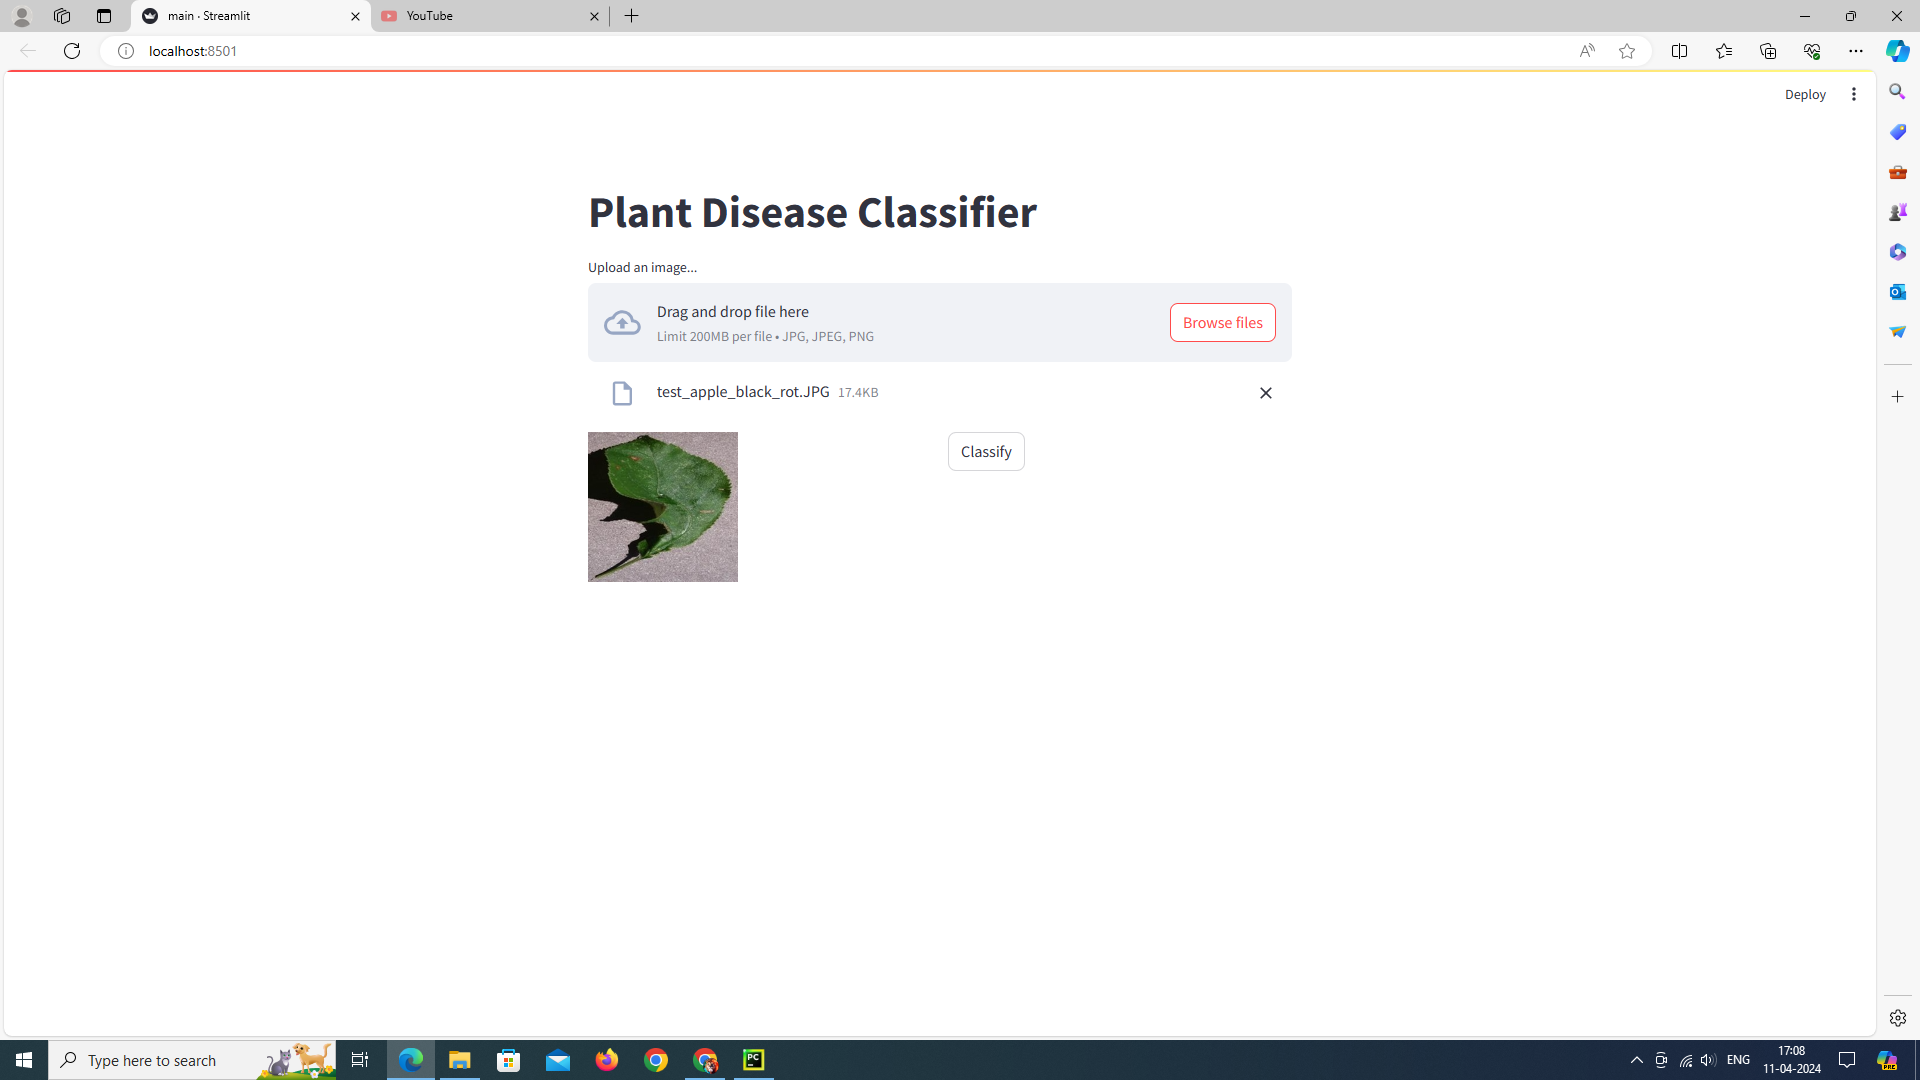 main · Streamlit
YouTube
localhost:8501
Deploy
Plant Disease Classifier
Upload an image...
Drag and drop file here
Limit 200MB per file • JPG, JPEG, PNG
Browse files
test_apple_black_rot.JPG 17.4KB
Classify
Type here to search
ENG
17:08
11-04-2024
PC
PRE